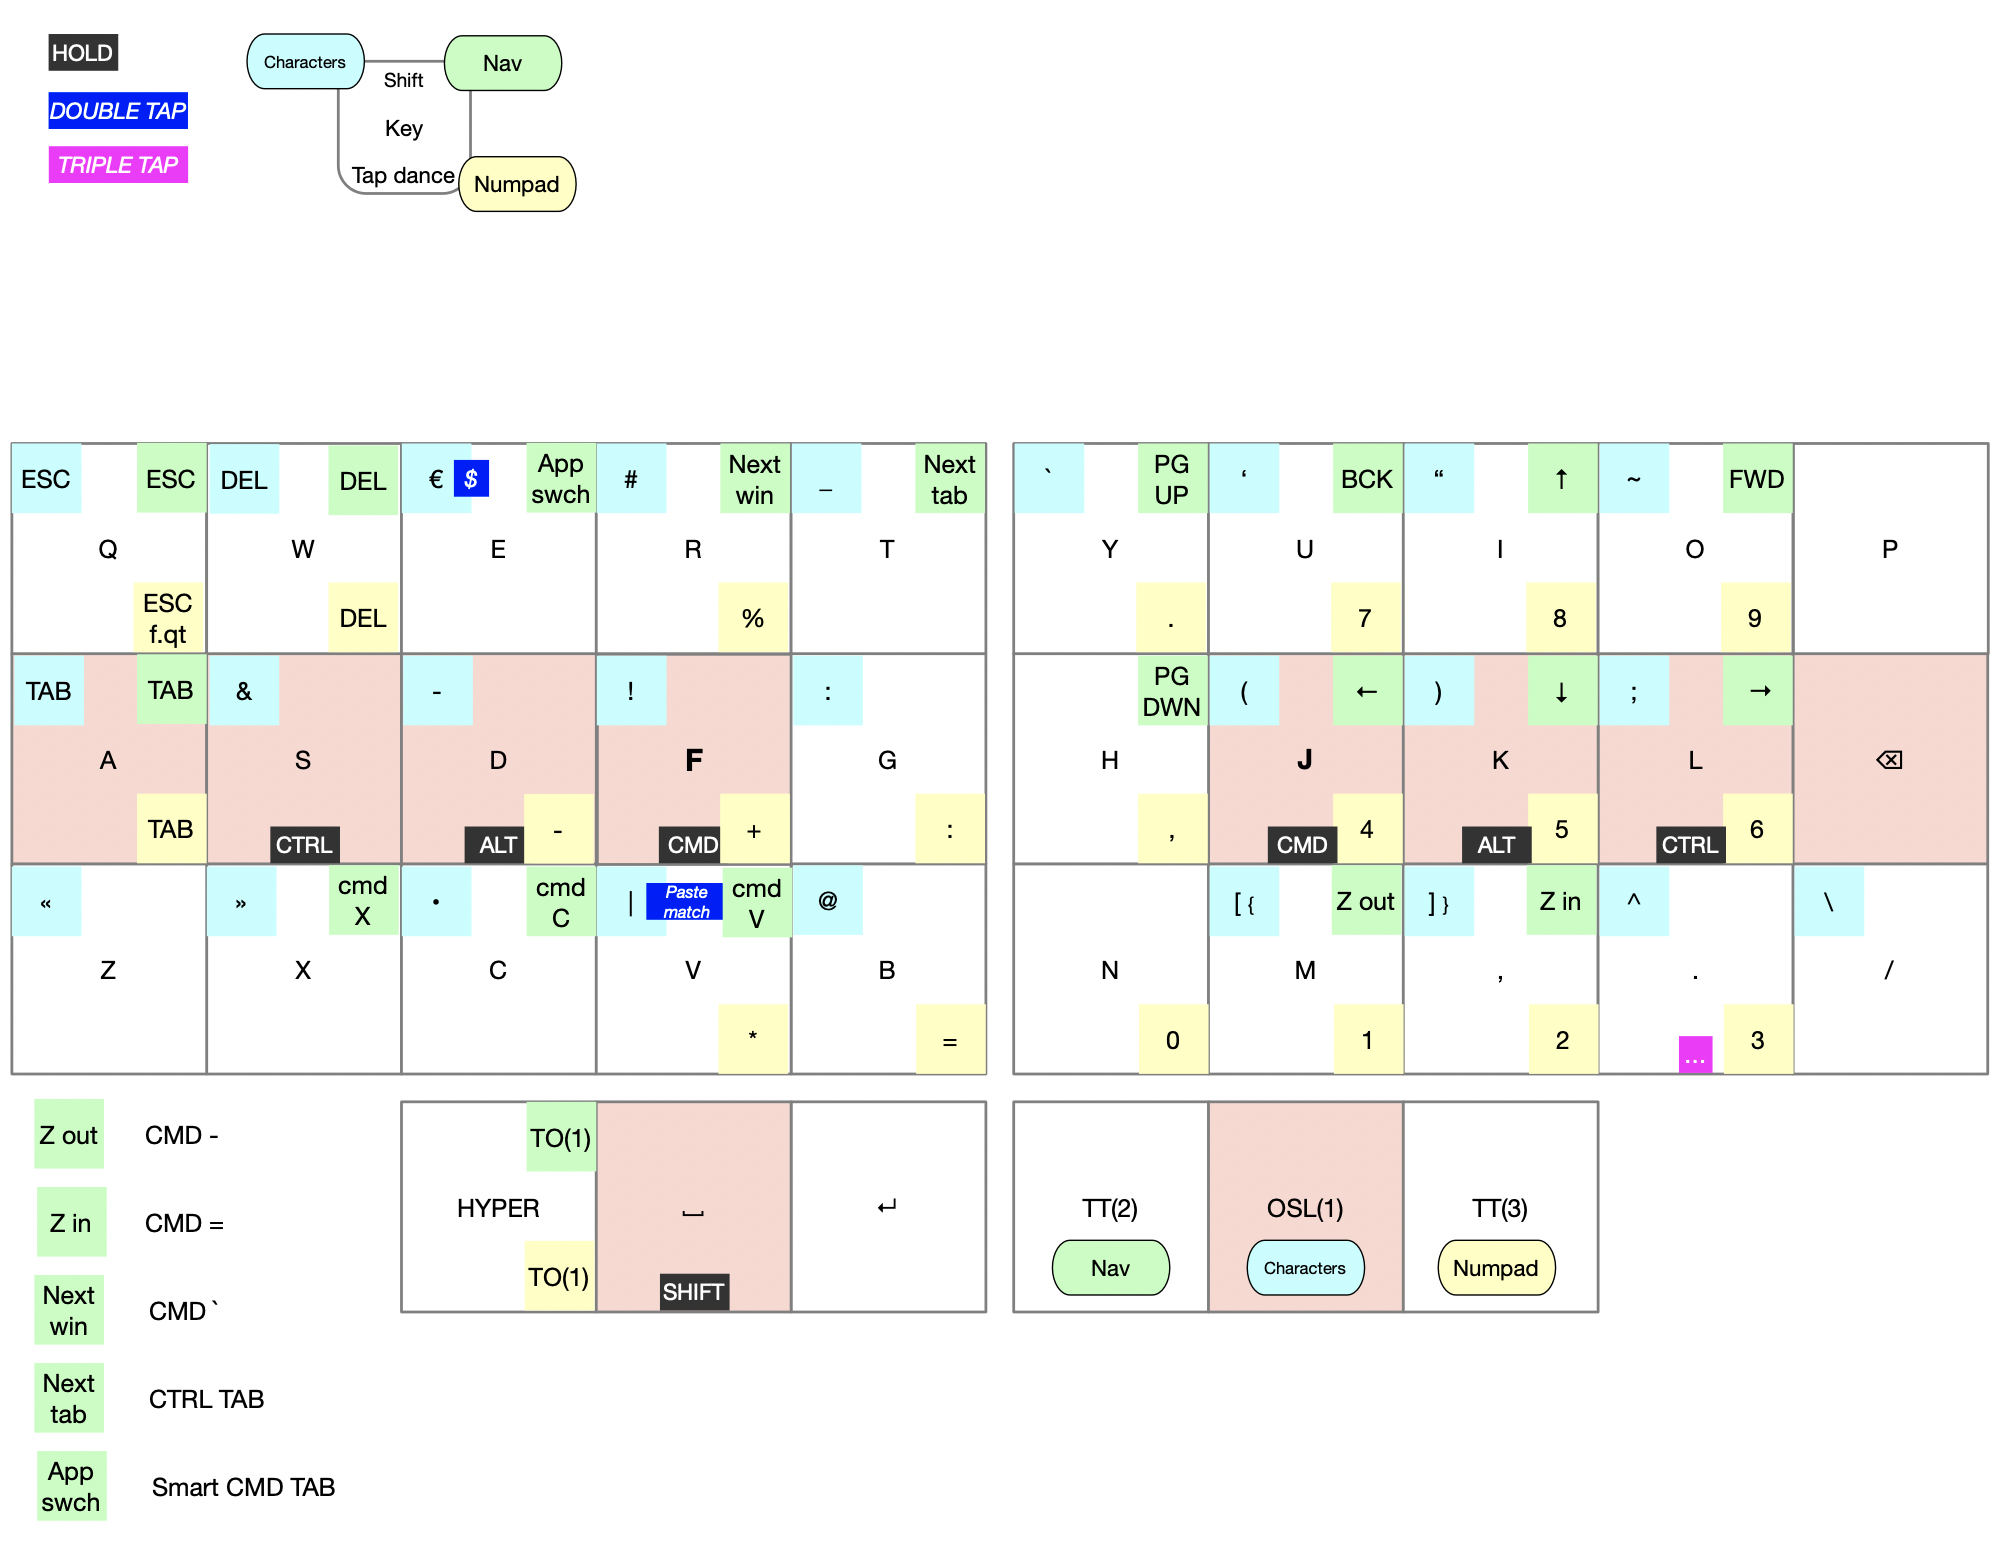 HOLD
Characters
Shift
Nav
DOUBLE TAP
Key
TRIPLE TAP
Tap dance
Numpad
ESC
ESC
DEL
DEL
€
$
App
swch
#
Next
win
_
Next
tab
Q
W
E
R
T
ESC
f.qt
DEL
%
`
PG
UP
‘
BCK
“
↑
~
FWD
Y
U
I
O
P
.
7
8
9
TAB
TAB
&
-
!
:
A
S
D
F
G
TAB
CTRL
ALT
-
CMD
+
:
PG
DWN
(
←
)
↓
;
→
H
J
K
L
⌫
,
CMD
4
ALT
5
CTRL
6
«
»
cmd
X
•
cmd
C
|
Paste
match
cmd
V
@
Z
X
C
V
B
*
=
[ {
Z out
] }
Z in
^
\
N
M
,
.
/
0
1
2
...
3
Z out
CMD -
Z in
CMD =
Next
win
CMD `
Next
tab
CTRL TAB
App
swch
Smart CMD TAB
TO(1)
HYPER
⎵
↵
TO(1)
SHIFT
TT(2)
OSL(1)
TT(3)
Nav
Characters
Numpad